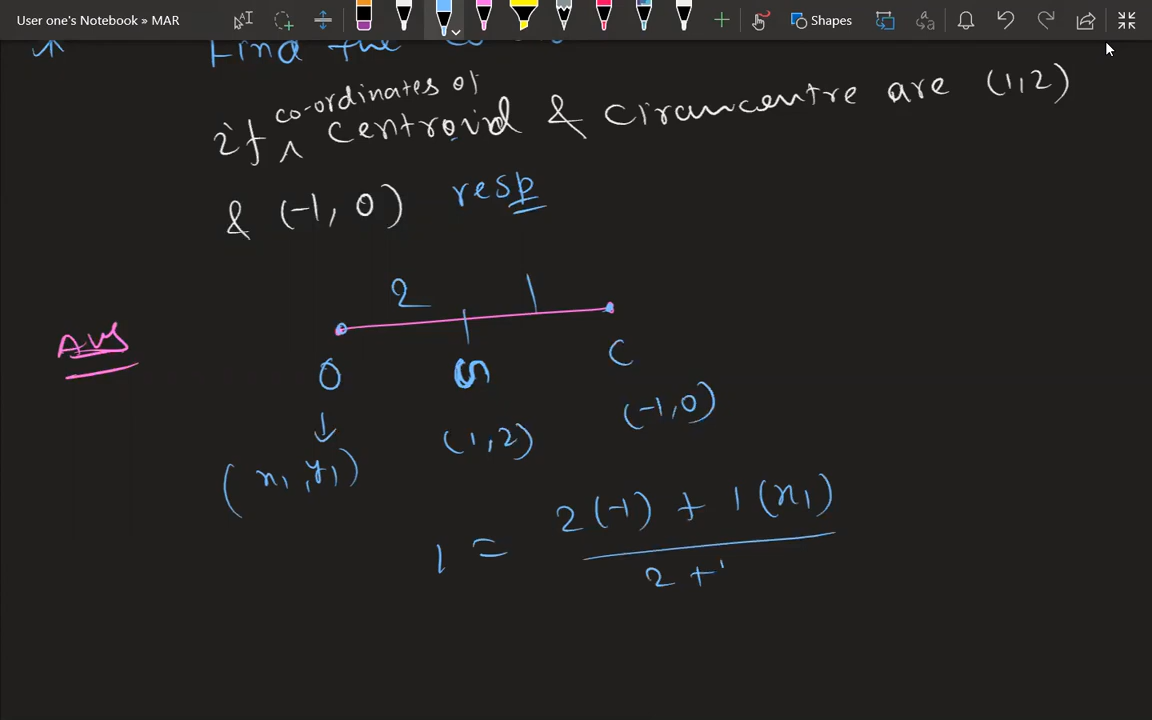 User one's Notebook » MAR
Shapes
Find the
co-ordinates of
if ^ Centroid & Circumcentre are (1,2)
& (-1, 0) resp
2 1
Ans
O G C
(-1,0)
(1,2)
(x1, y1)
1 = 2(-1) + 1(x1)
2 + 1